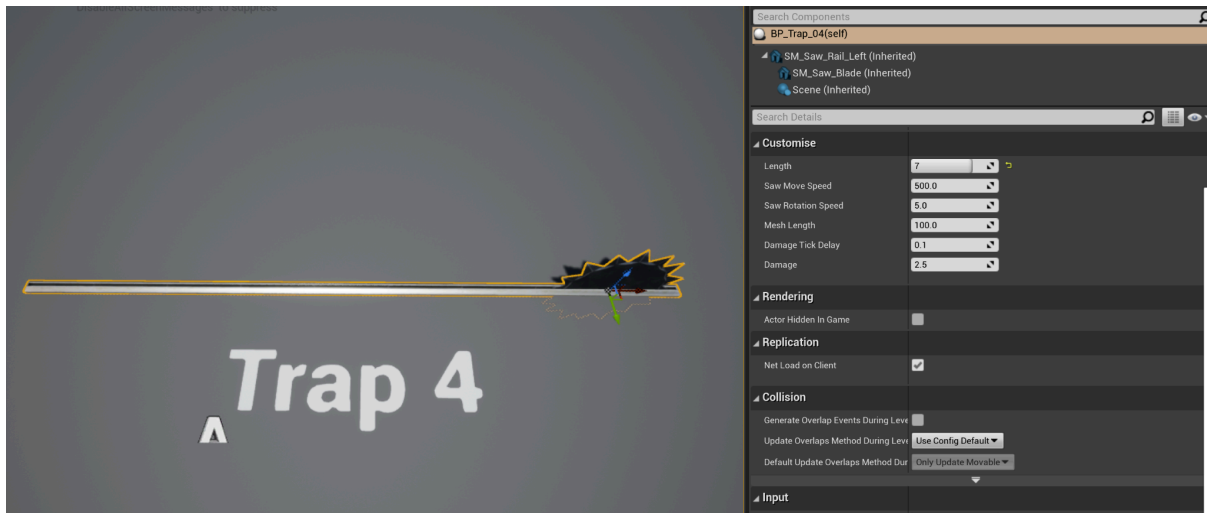 DisableAllScreenMessages' to suppress
Trap 4
A
Search Components
BP_Trap_04(self)
SM_Saw_Rail_Left (Inherited)
SM_Saw_Blade (Inherited)
Scene (Inherited)
Search Details
Customise
Length 7
Saw Move Speed 500.0
Saw Rotation Speed 5.0
Mesh Length 100.0
Damage Tick Delay 0.1
Damage 2.5
Rendering
Actor Hidden In Game
Replication
Net Load on Client
Collision
Generate Overlap Events During Leve
Update Overlaps Method During Leve Use Config Default
Default Update Overlaps Method Dur Only Update Movable
Input